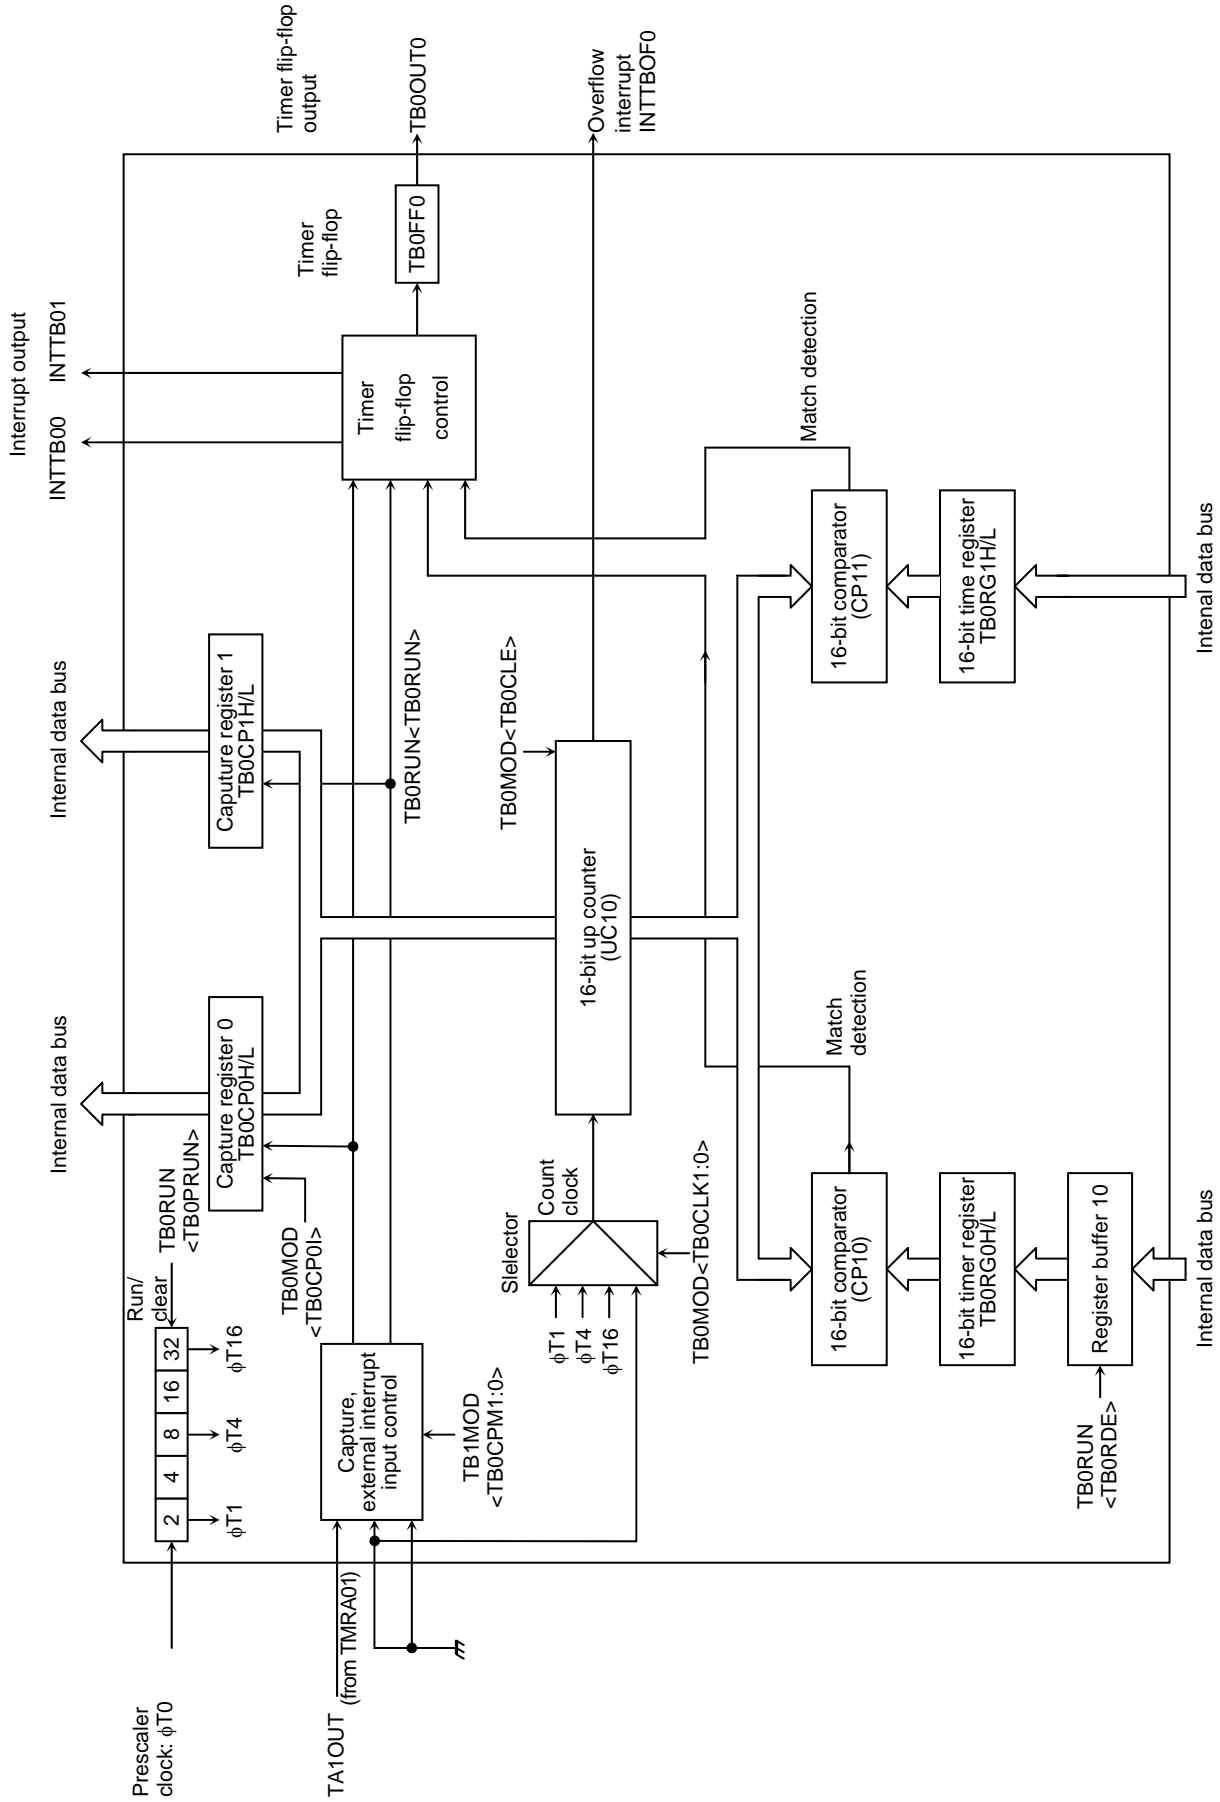 Prescaler
clock: φT0
2
4
8
16
32
φT1
φT4
φT16
Run/
clear
TB0RUN
<TB0PRUN>
Internal data bus
Internal data bus
Interrupt output
INTTB00
INTTB01
Capture register 0
TB0CP0H/L
Caputure register 1
TB0CP1H/L
TB0MOD
<TB0CP0I>
TA1OUT
(from TMRA01)
Capture,
external interrupt
input control
TB1MOD
<TB0CPM1:0>
TB0RUN<TB0RUN>
Timer
flip-flop
control
Timer
flip-flop
TB0FF0
Timer flip-flop
output
TB0OUT0
Slelector
φT1
φT4
φT16
Count
clock
TB0MOD<TB0CLK1:0>
16-bit up counter
(UC10)
TB0MOD<TB0CLE>
Overflow
interrupt
INTTBOF0
Match
detection
Match detection
16-bit comparator
(CP10)
16-bit comparator
(CP11)
16-bit timer register
TB0RG0H/L
16-bit time register
TB0RG1H/L
Register buffer 10
TB0RUN
<TB0RDE>
Internal data bus
Intenal data bus